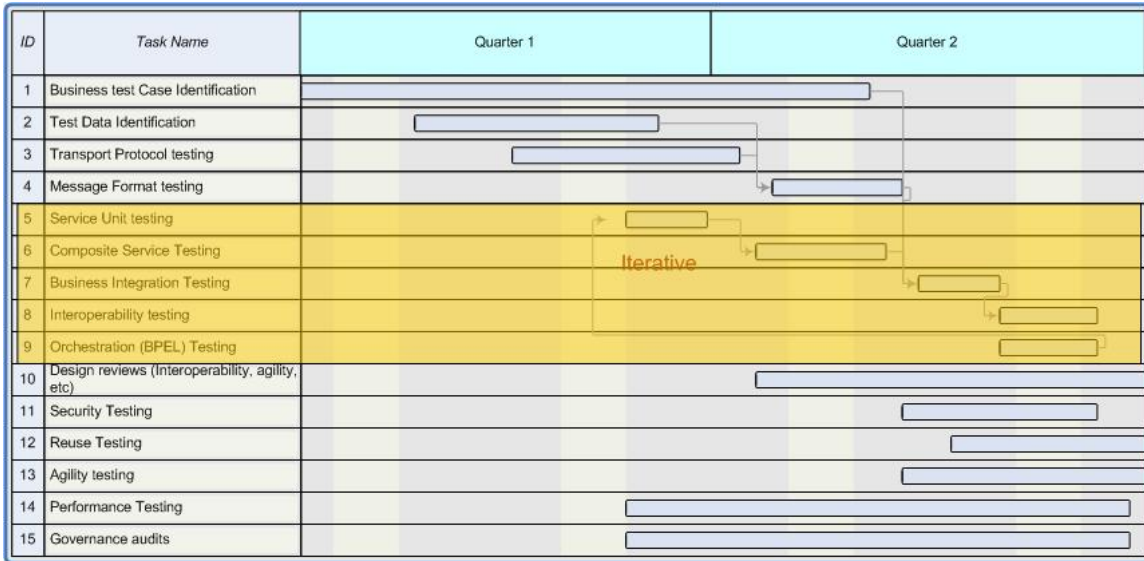 ID Task Name Quarter 1 Quarter 2
1 Business test Case Identification
2 Test Data Identification
3 Transport Protocol testing
4 Message Format testing
5 Service Unit testing
6 Composite Service Testing
Iterative
7 Business Integration Testing
8 Interoperability testing
9 Orchestration (BPEL) Testing
10 Design reviews (Interoperability, agility,
etc)
11 Security Testing
12 Reuse Testing
13 Agility testing
14 Performance Testing
15 Governance audits